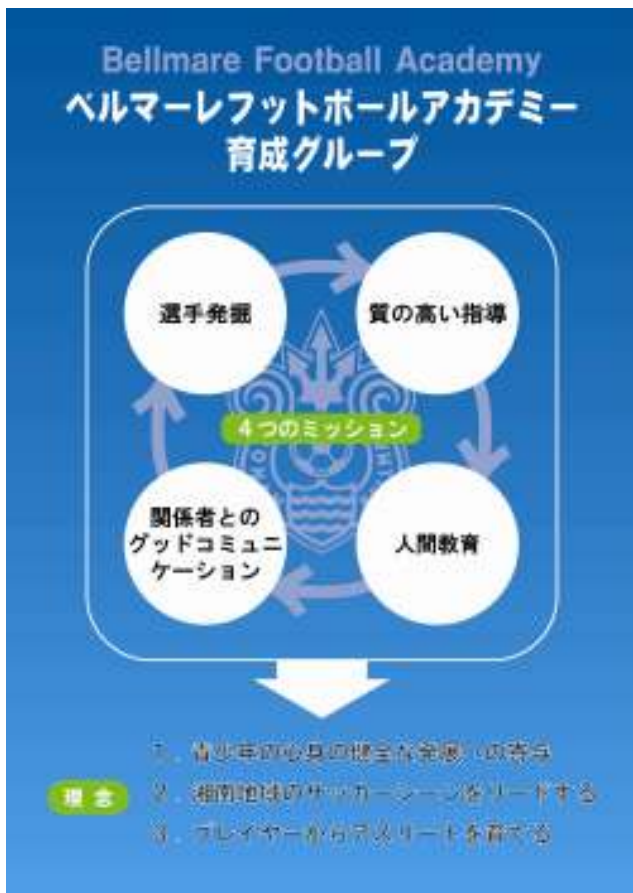 Bellmare Football Academy
ベルマーレフットボールアカデミー
育成グループ
選手発掘
質の高い指導
4つのミッション
関係者との
グッドコミュニ
ケーション
人間教育
理念
1．青少年の心身の健全な発展への寄与
2．湘南地域のサッカーシーンをリードする
3．プレイヤーからアスリートを育てる